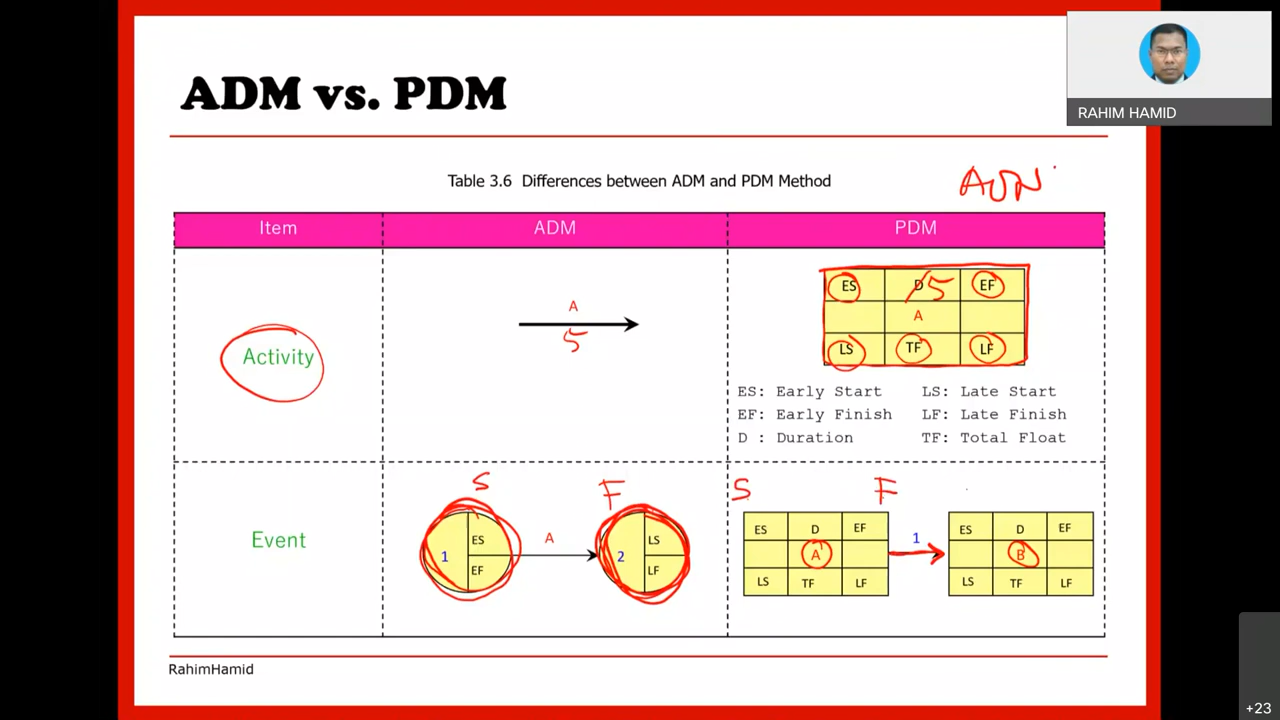 ADM vs. PDM
RAHIM HAMID
Table 3.6 Differences between ADM and PDM Method
AON
Item ADM PDM
Activity
A
5
ES D 5 EF
A
LS TF LF
ES: Early Start LS: Late Start
EF: Early Finish LF: Late Finish
D : Duration TF: Total Float
Event
S F
1 ES EF
A
2 LS LF
S F
ES D EF
A
LS TF LF
1
ES D EF
B
LS TF LF
RahimHamid
+23